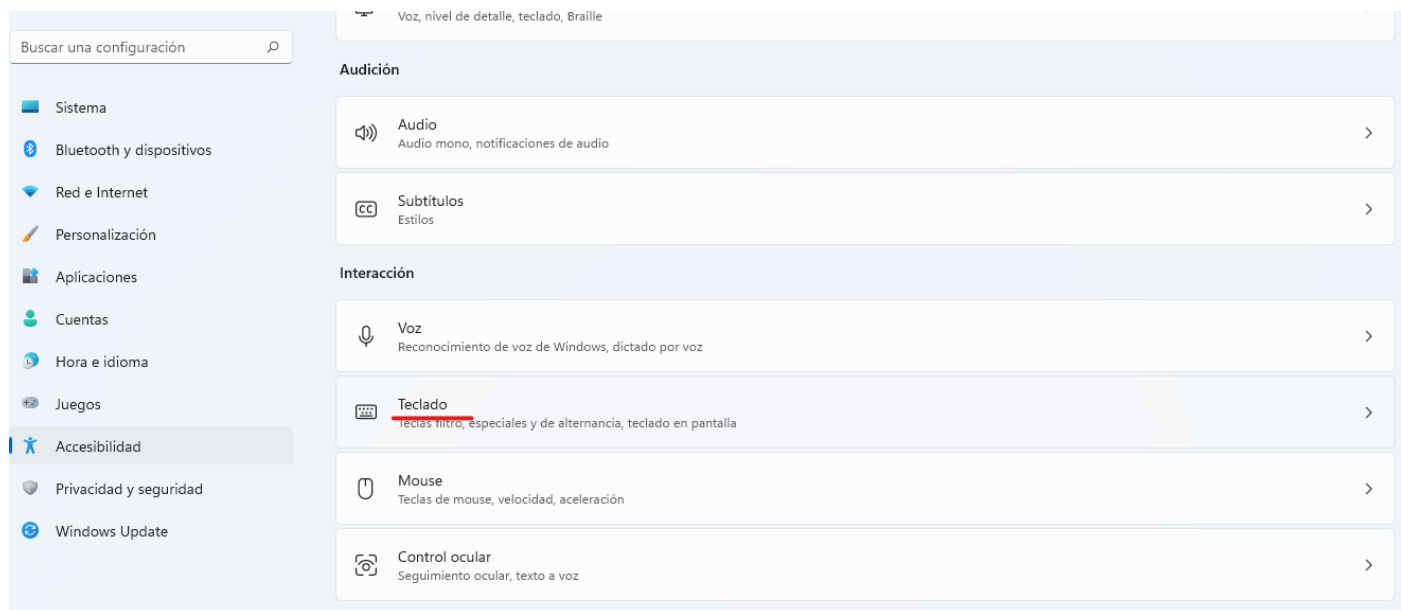 Voz, nivel de detalle, teclado, Braille
Buscar una configuración
Sistema
Bluetooth y dispositivos
Red e Internet
Personalización
Aplicaciones
Cuentas
Hora e idioma
Juegos
Accesibilidad
Privacidad y seguridad
Windows Update
Audición
Audio
Audio mono, notificaciones de audio
CC
Subtítulos
Estilos
Interacción
Voz
Reconocimiento de voz de Windows, dictado por voz
Teclado
Teclas filtro, especiales y de alternancia, teclado en pantalla
Mouse
Teclas de mouse, velocidad, aceleración
Control ocular
Seguimiento ocular, texto a voz